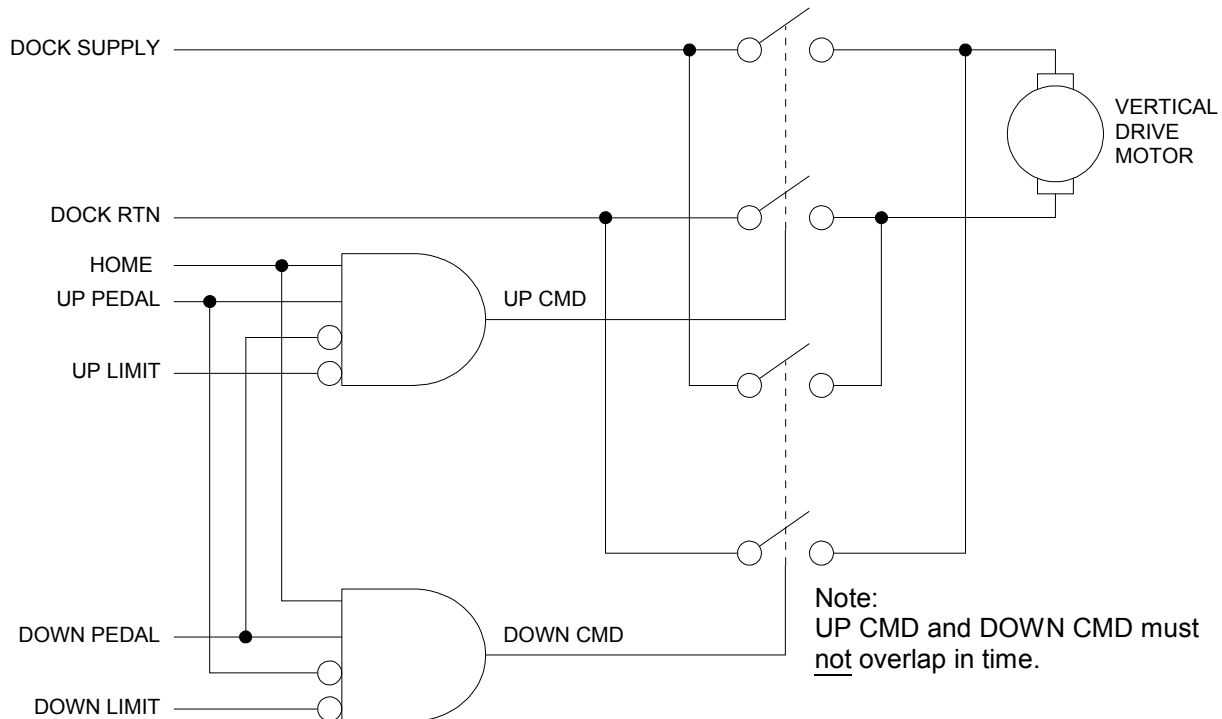 DOCK SUPPLY
VERTICAL
DRIVE
MOTOR
DOCK RTN
HOME
UP PEDAL
UP CMD
UP LIMIT
DOWN PEDAL
DOWN CMD
DOWN LIMIT
Note:
UP CMD and DOWN CMD must
not overlap in time.